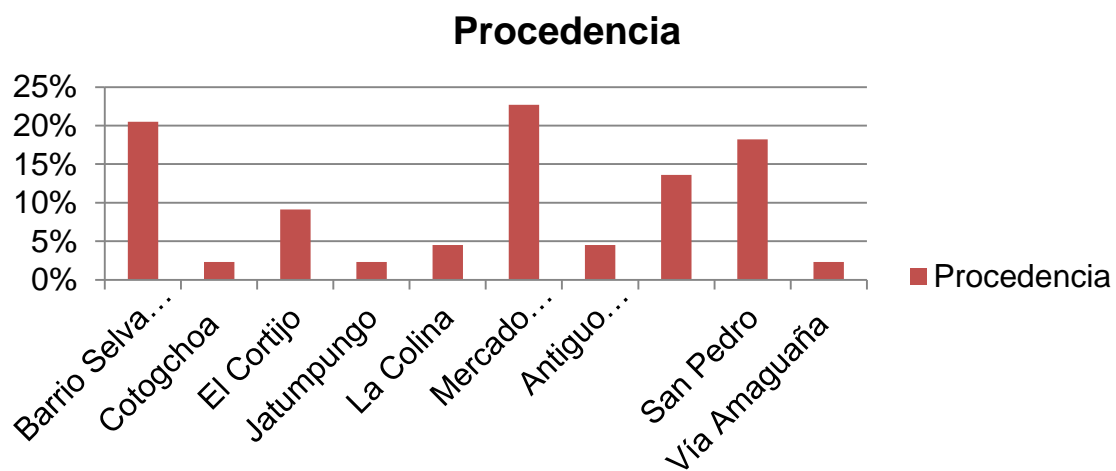 Procedencia
25%
20%
15%
10%
5%
0%
Barrio Selva…
Cotogchoa
El Cortijo
Jatumpungo
La Colina
Mercado…
Antiguo…
San Pedro
Vía Amaguaña
Procedencia